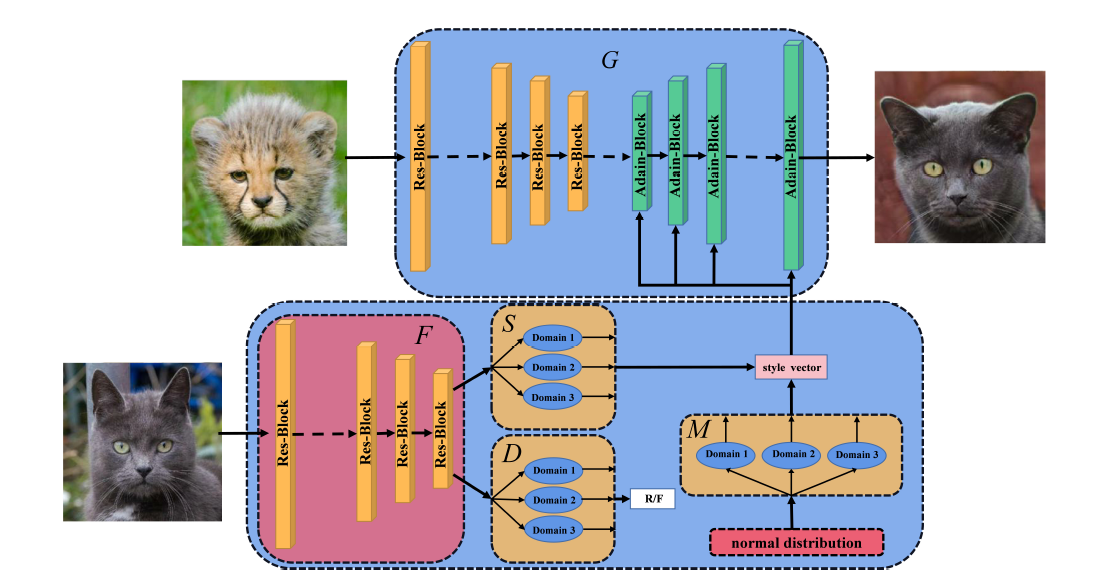 G
Res-Block
Res-Block
Res-Block
Res-Block
Adain-Block
Adain-Block
Adain-Block
Adain-Block
F
Res-Block
Res-Block
Res-Block
Res-Block
S
Domain 1
Domain 2
Domain 3
style vector
D
Domain 1
Domain 2
Domain 3
R/F
M
Domain 1
Domain 2
Domain 3
normal distribution